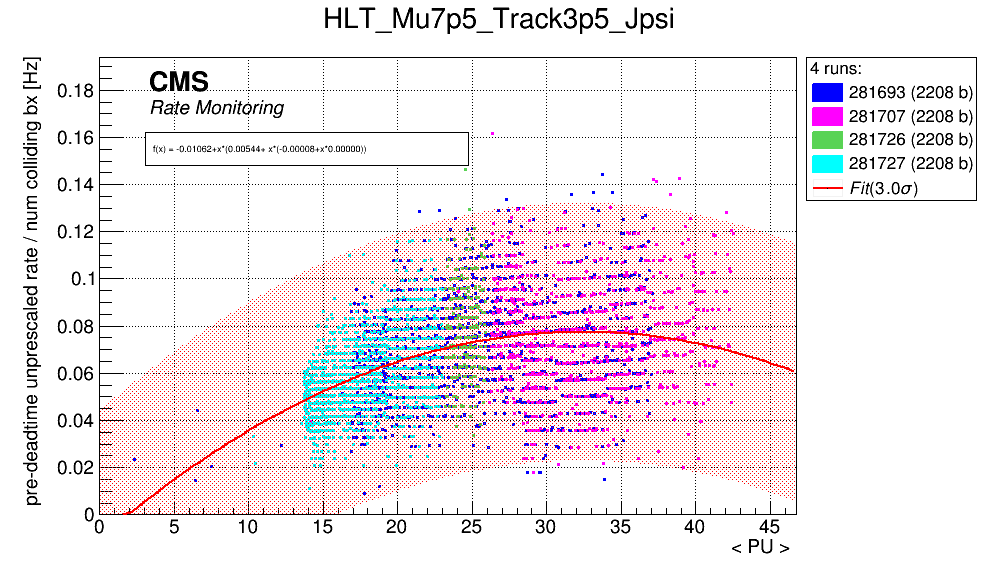 HLT_Mu7p5_Track3p5_Jpsi
pre-deadtime unprescaled rate / num colliding bx [Hz]
CMS
Rate Monitoring
f(x) = -0.01062+x*(0.00544+ x*(-0.00008+x*0.00000))
0.18
0.16
0.14
0.12
0.1
0.08
0.06
0.04
0.02
0
0 5 10 15 20 25 30 35 40 45
< PU >
4 runs:
281693 (2208 b)
281707 (2208 b)
281726 (2208 b)
281727 (2208 b)
Fit(3.0σ)